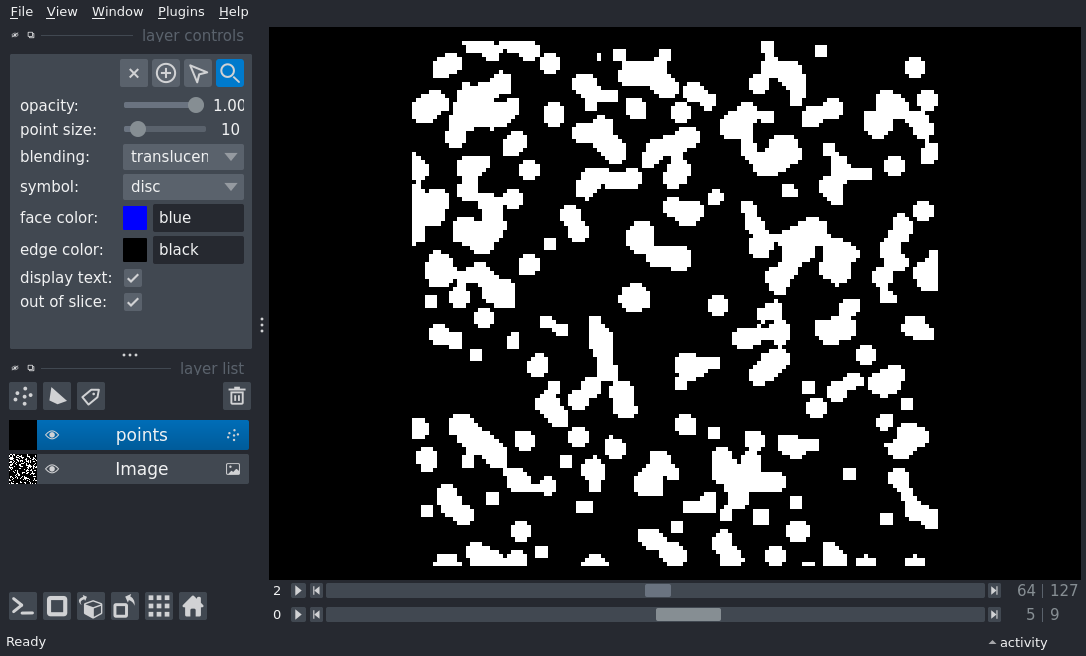 File View Window Plugins Help
layer controls
opacity: 1.00
point size: 10
blending: translucen
symbol: disc
face color: blue
edge color: black
display text:
out of slice:
layer list
points
Image
2 64 127
0 5 9
Ready activity